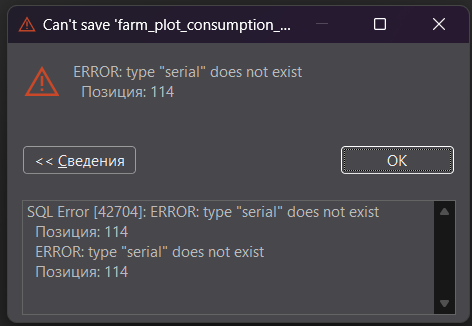 Can't save 'farm_plot_consumption_...
ERROR: type "serial" does not exist
Позиция: 114
<< Сведения
ОК
SQL Error [42704]: ERROR: type "serial" does not exist
Позиция: 114
ERROR: type "serial" does not exist
Позиция: 114